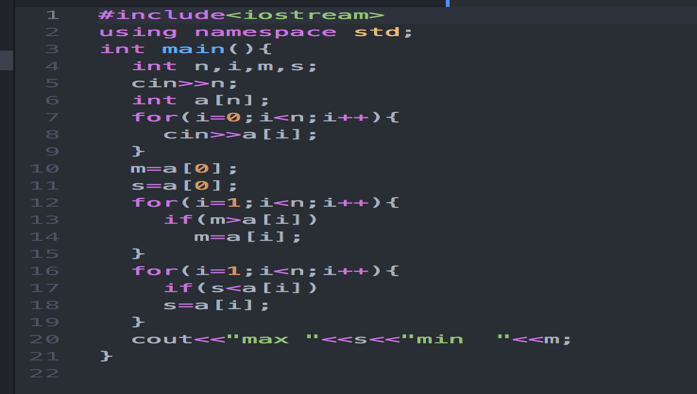 1 #include<iostream>
2 using namespace std;
3 int main(){
4 int n,i,m,s;
5 cin>>n;
6 int a[n];
7 for(i=0;i<n;i++){
8 cin>>a[i];
9 }
10 m=a[0];
11 s=a[0];
12 for(i=1;i<n;i++){
13 if(m>a[i])
14 m=a[i];
15 }
16 for(i=1;i<n;i++){
17 if(s<a[i])
18 s=a[i];
19 }
20 cout<<"max "<<s<<"min  "<<m;
21 }
22